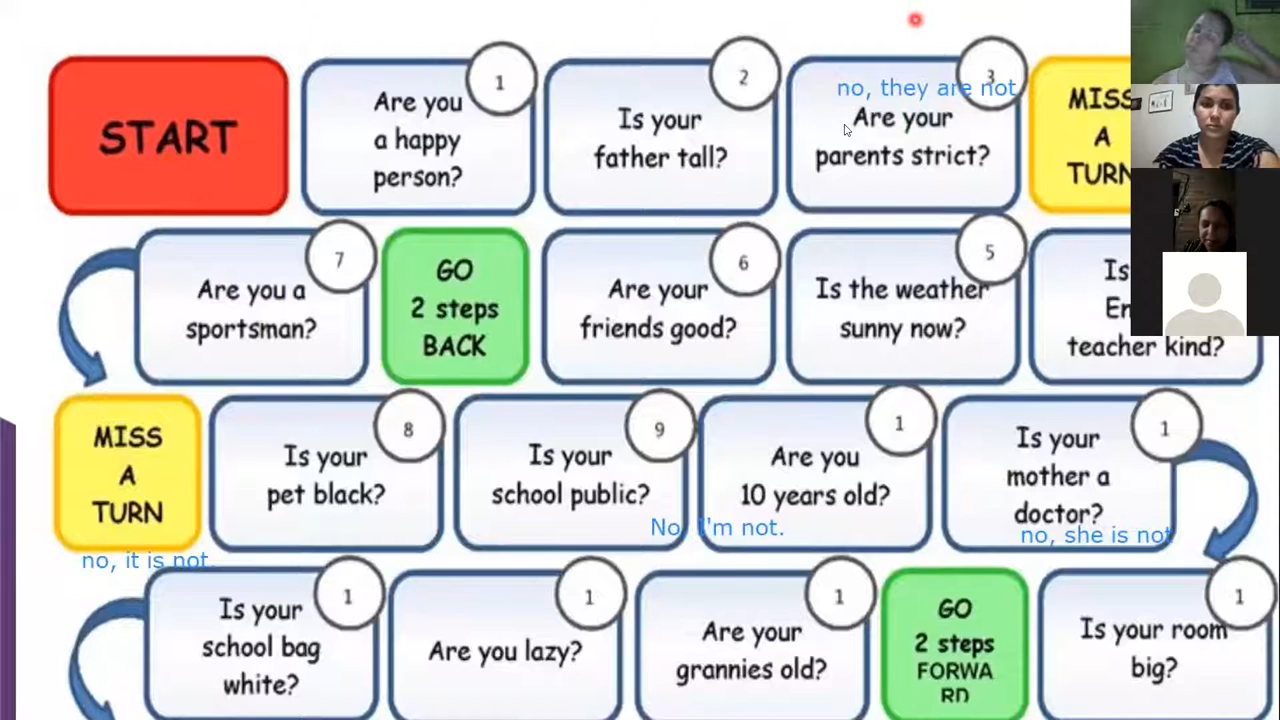 START
1
Are you
a happy
person?
2
Is your
father tall?
3
no, they are not
Are your
parents strict?
MISS
A
TURN
7
Are you a
sportsman?
GO
2 steps
BACK
6
Are your
friends good?
5
Is the weather
sunny now?
Is
En
teacher kind?
MISS
A
TURN
8
Is your
pet black?
9
Is your
school public?
1
Are you
10 years old?
No, I'm not.
1
Is your
mother a
doctor?
no, she is not
no, it is not.
1
Is your
school bag
white?
1
Are you lazy?
1
Are your
grannies old?
GO
2 steps
FORWA
RD
1
Is your room
big?